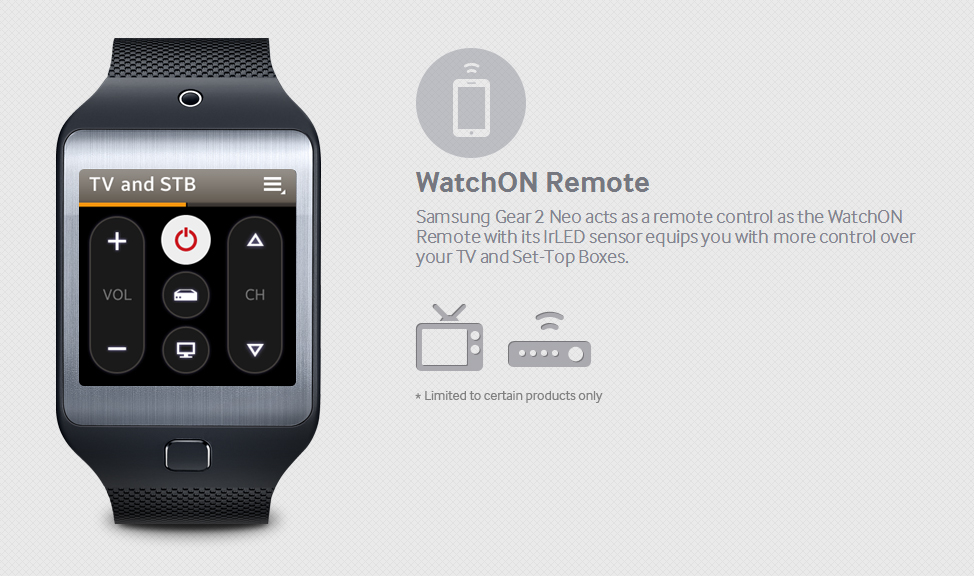 TV and STB
VOL
CH
WatchON Remote
Samsung Gear 2 Neo acts as a remote control as the WatchON
Remote with its IrLED sensor equips you with more control over
your TV and Set-Top Boxes.
* Limited to certain products only